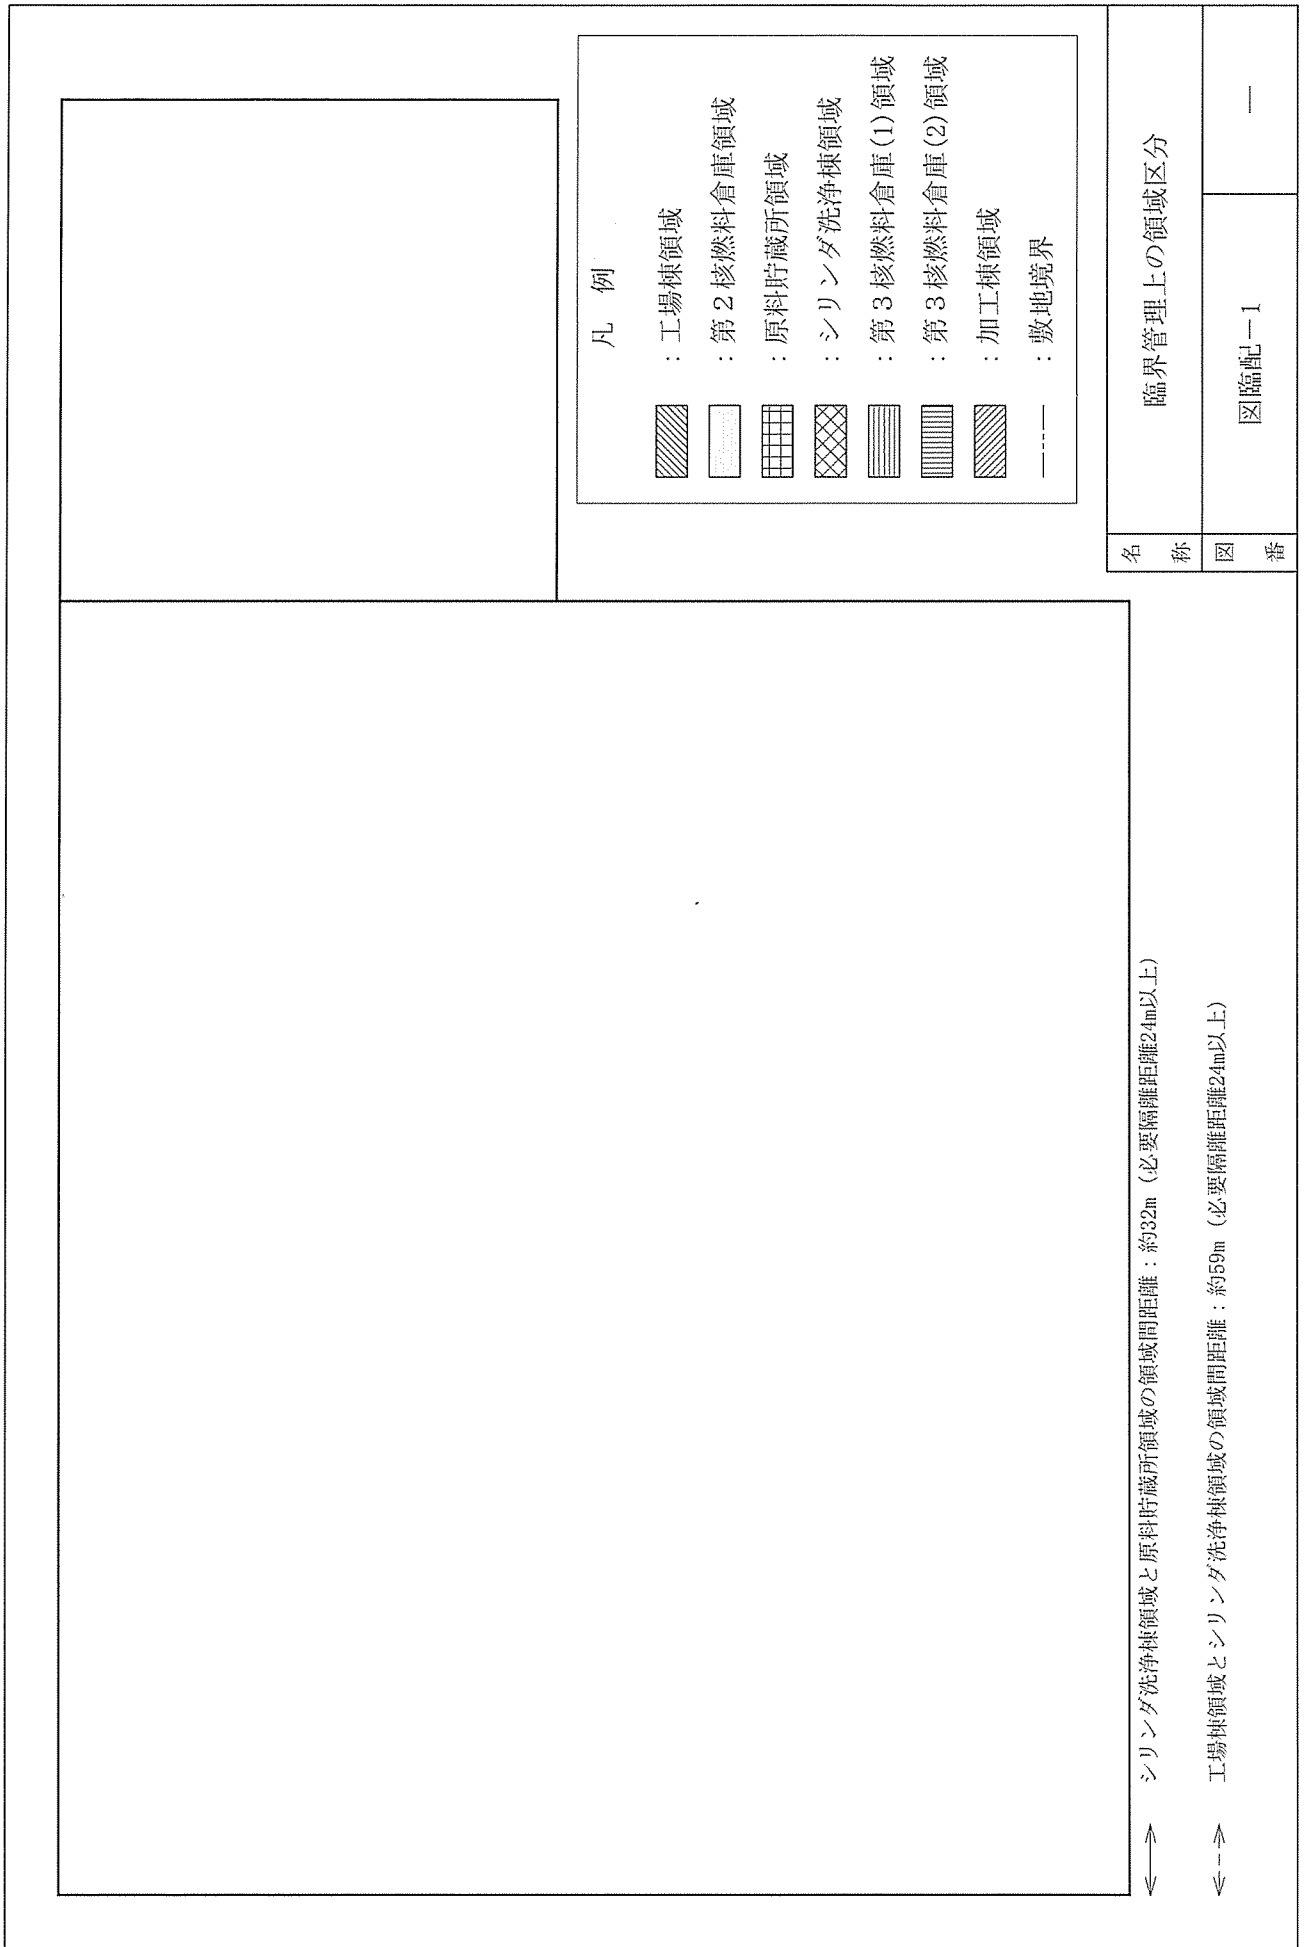 凡 例
：工場棟領域
：第２核燃料倉庫領域
：原料貯蔵所領域
：シリンダ洗浄棟領域
：第３核燃料倉庫(1)領域
：第３核燃料倉庫(2)領域
：加工棟領域
：敷地境界
シリンダ洗浄棟領域と原料貯蔵所領域の領域間距離：約32m（必要隔離距離24m以上）
工場棟領域とシリンダ洗浄棟領域の領域間距離：約59m（必要隔離距離24m以上）
名 称
臨界管理上の領域区分
図 番
図臨配－1
－